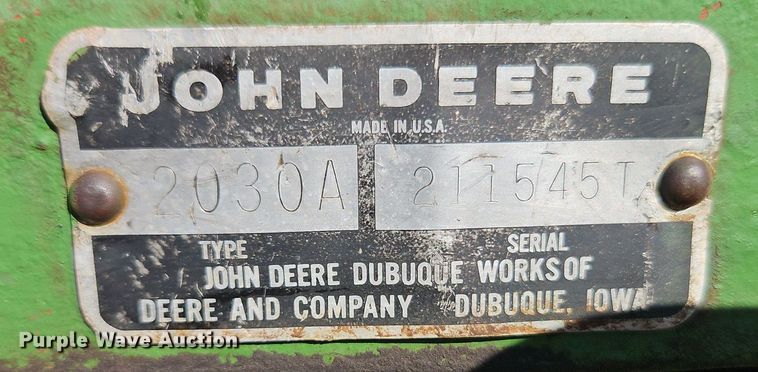 JOHN DEERE
MADE IN U.S.A.
2030A 211545T
TYPE SERIAL
JOHN DEERE DUBUQUE WORKS OF
DEERE AND COMPANY DUBUQUE, IOWA
Purple Wave Auction